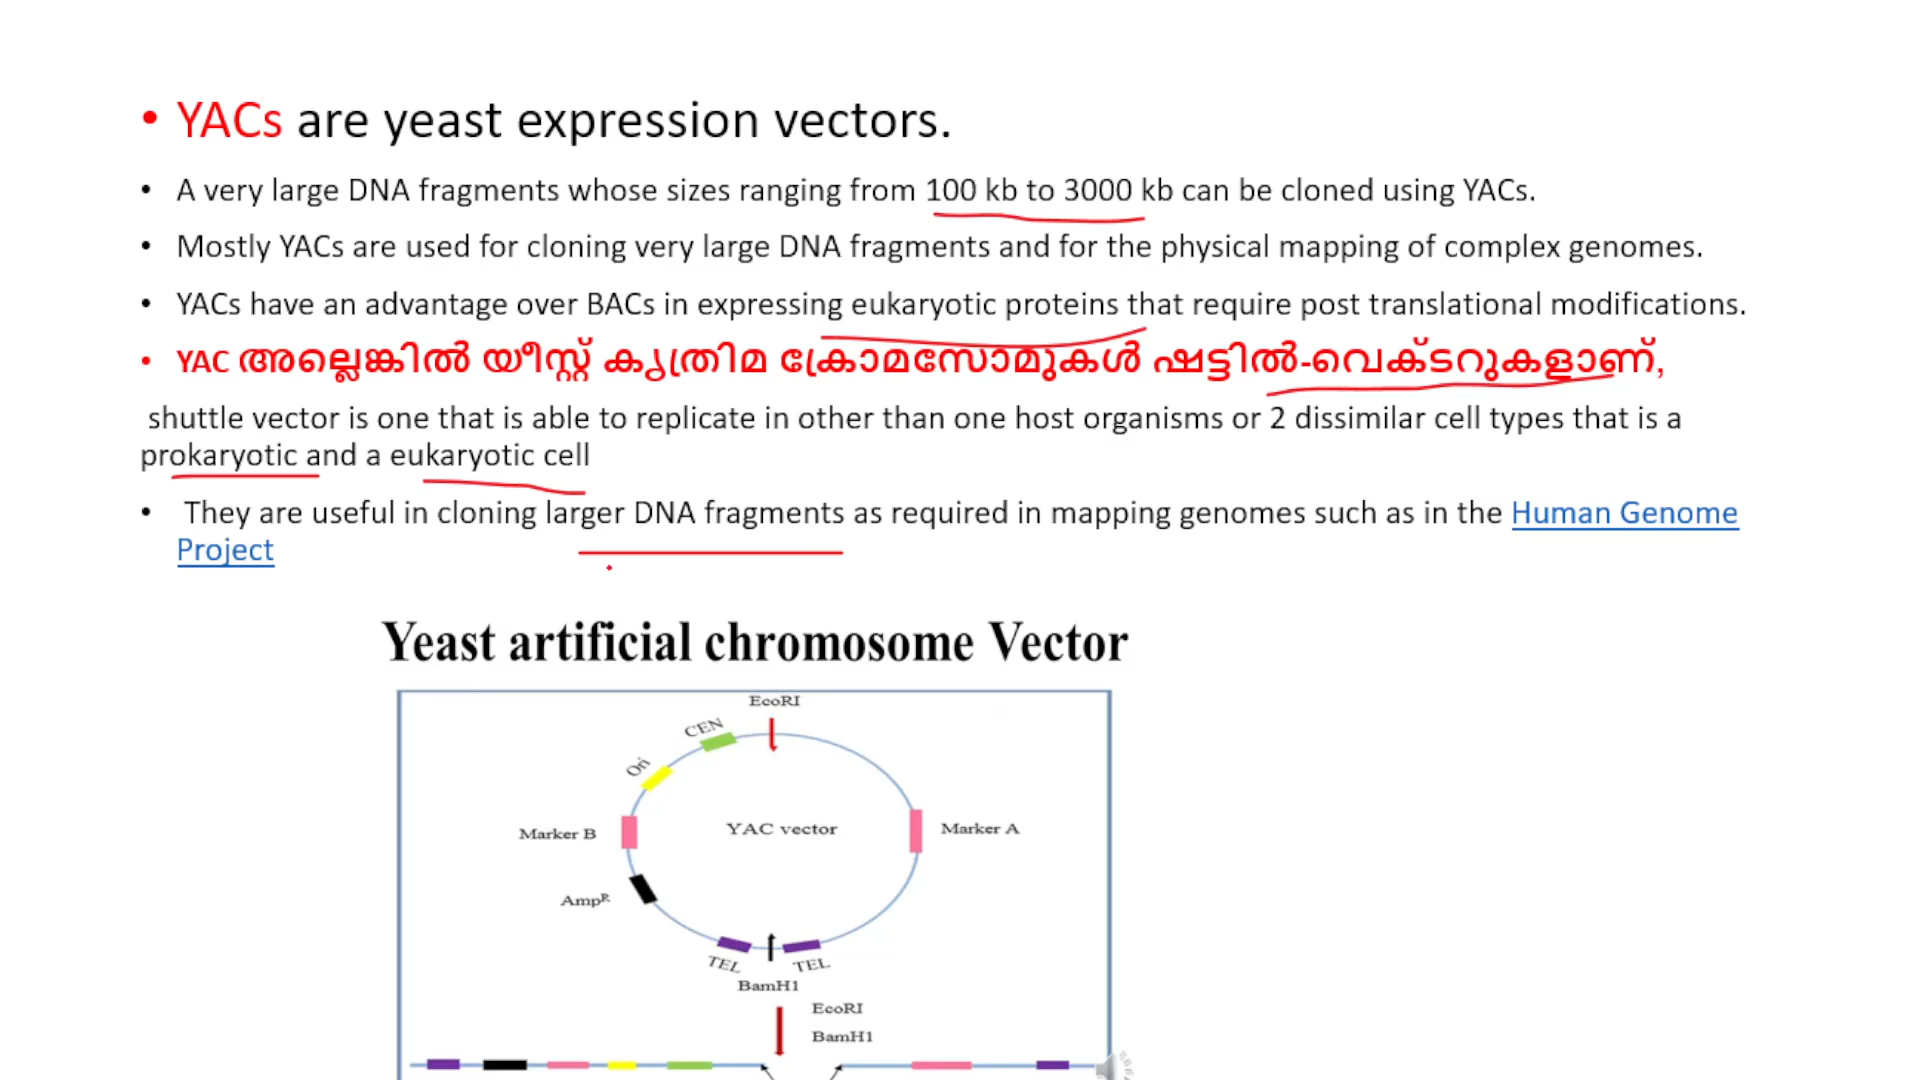 • YACs are yeast expression vectors.
• A very large DNA fragments whose sizes ranging from 100 kb to 3000 kb can be cloned using YACs.
• Mostly YACs are used for cloning very large DNA fragments and for the physical mapping of complex genomes.
• YACs have an advantage over BACs in expressing eukaryotic proteins that require post translational modifications.
• YAC അല്ലെങ്കിൽ യീസ്റ്റ് കൃത്രിമ ക്രോമസോമുകൾ ഷട്ടിൽ-വെക്ടറുകളാണ്,
shuttle vector is one that is able to replicate in other than one host organisms or 2 dissimilar cell types that is a
prokaryotic and a eukaryotic cell
• They are useful in cloning larger DNA fragments as required in mapping genomes such as in the Human Genome
Project
Yeast artificial chromosome Vector
EcoRI
CEN
Ori
Marker B
YAC vector
Marker A
Ampᴿ
TEL
TEL
BamH1
EcoRI
BamH1